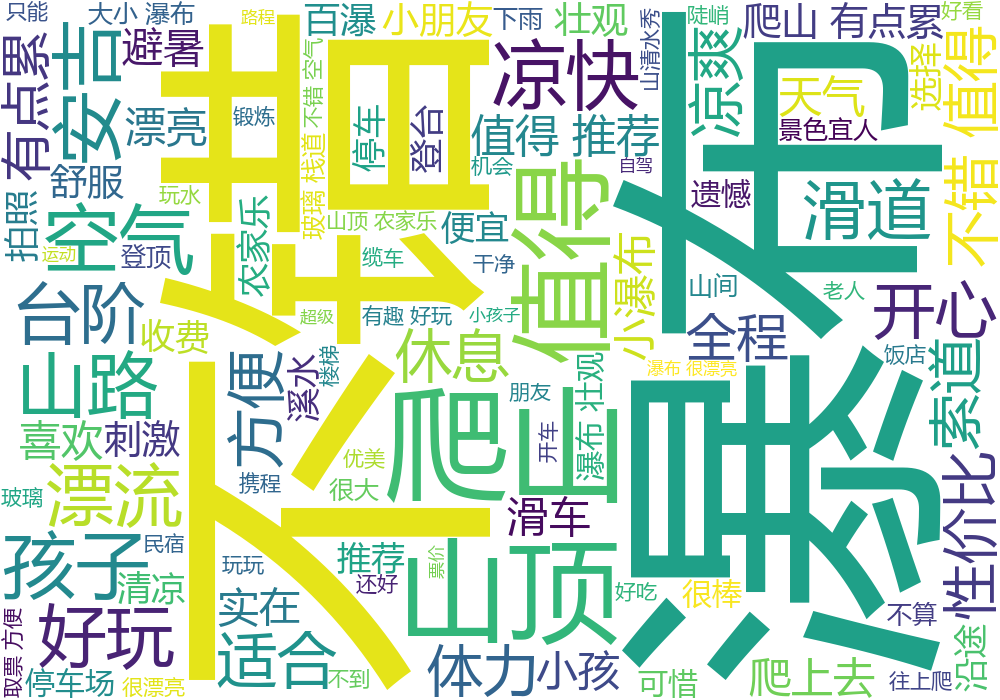 只能
大小 瀑布
路程
百瀑
小朋友
下雨
壮观
爬山
有点累
好看
陡峭
避暑
有点累
安吉
漂亮
锻炼
不错 空气
停车
登台
凉快
山清水秀
凉爽
天气
选择
值得
不错
瀑布
值得 推荐
景色宜人
玻璃 栈道
机会
自驾
舒服
玩水
遗憾
滑道
不错
拍照
空气
农家乐
山顶 农家乐
便宜
值得
小瀑布
运动
登顶
缆车
干净
山间
老人
开心
台阶
收费
超级
有趣 好玩
小孩子
全程
山路
方便
溪水
楼梯
休息
瀑布 很漂亮
饭店
索道
爬山
朋友
瀑布 壮观
喜欢
刺激
优美
开车
漂流
携程
很大
玻璃
滑车
性价比
孩子
民宿
山顶
票价
清凉
玩玩
推荐
还好
好吃
很棒
实在
不算
取票 方便
好玩
适合
沿途
体力
小孩
可惜
爬上去
往上爬
停车场
很漂亮
不到